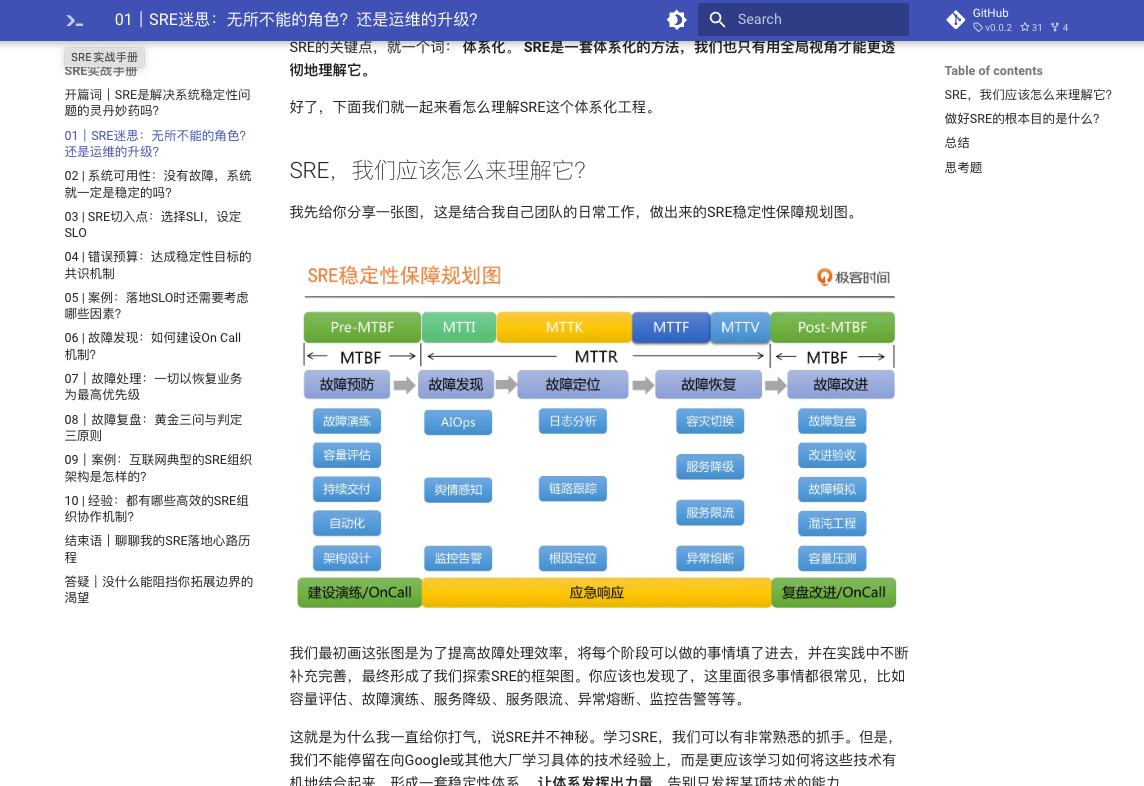 01｜SRE迷思：无所不能的角色？还是运维的升级？
Search
GitHub
v0.0.2 31 4
SRE实战手册
SRE实战手册
开篇词｜SRE是解决系统稳定性问
题的灵丹妙药吗?
01｜SRE迷思：无所不能的角色?
还是运维的升级?
02 | 系统可用性：没有故障，系统
就一定是稳定的吗?
03 | SRE切入点：选择SLI，设定
SLO
04 | 错误预算：达成稳定性目标的
共识机制
05 | 案例：落地SLO时还需要考虑
哪些因素?
06 | 故障发现：如何建设On Call
机制?
07｜故障处理：一切以恢复业务
为最高优先级
08｜故障复盘：黄金三问与判定
三原则
09｜案例：互联网典型的SRE组织
架构是怎样的?
10 | 经验：都有哪些高效的SRE组
织协作机制?
结束语｜聊聊我的SRE落地心路历
程
答疑｜没什么能阻挡你拓展边界的
渴望
SRE的关键点，就一个词： 体系化。 SRE是一套体系化的方法，我们也只有用全局视角才能更透
彻地理解它。
好了，下面我们就一起来看怎么理解SRE这个体系化工程。
SRE，我们应该怎么来理解它？
我先给你分享一张图，这是结合我自己团队的日常工作，做出来的SRE稳定性保障规划图。
SRE稳定性保障规划图
极客时间
Pre-MTBF MTTI MTTK MTTF MTTV Post-MTBF
MTBF MTTR MTBF
故障预防 故障发现 故障定位 故障恢复 故障改进
故障演练 AIOps 日志分析 容灾切换 故障复盘
容量评估 服务降级 改进验收
持续交付 舆情感知 链路跟踪 故障模拟
自动化 服务限流 混沌工程
架构设计 监控告警 根因定位 异常熔断 容量压测
建设演练/OnCall 应急响应 复盘改进/OnCall
我们最初画这张图是为了提高故障处理效率，将每个阶段可以做的事情填了进去，并在实践中不断
补充完善，最终形成了我们探索SRE的框架图。你应该也发现了，这里面很多事情都很常见，比如
容量评估、故障演练、服务降级、服务限流、异常熔断、监控告警等等。
这就是为什么我一直给你打气，说SRE并不神秘。学习SRE，我们可以有非常熟悉的抓手。但是，
我们不能停留在向Google或其他大厂学习具体的技术经验上，而是更应该学习如何将这些技术有
机地结合起来，形成一套稳定性体系， 让体系发挥出力量，告别只发挥某项技术的能力。
Table of contents
SRE，我们应该怎么来理解它?
做好SRE的根本目的是什么?
总结
思考题